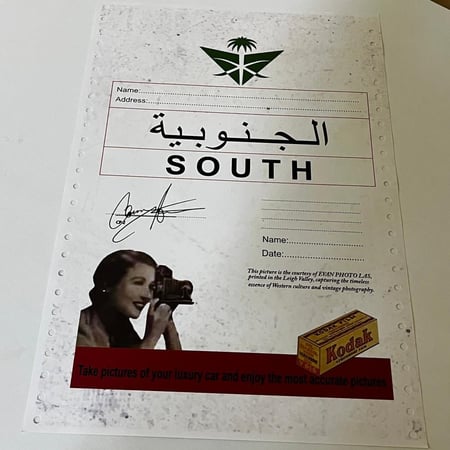 Name:
Address:
الجنوبية
SOUTH
Name:
Date:
This picture is the courtesy of EVAN PHOTO LAS,
printed in the Leigh Valley, capturing the timeless
essence of Western culture and vintage photography.
Kodak
Take pictures of your luxury car and enjoy the most accurate pictures